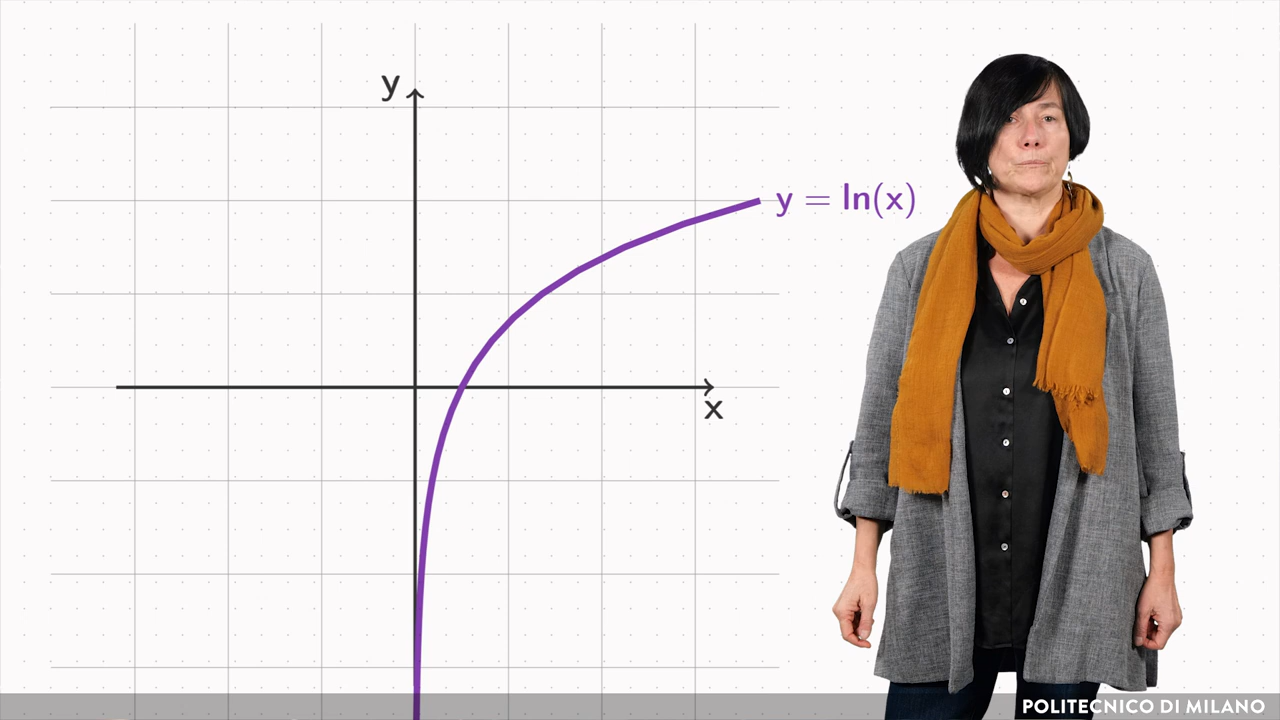 y
y = ln(x)
x
POLITECNICO DI MILANO